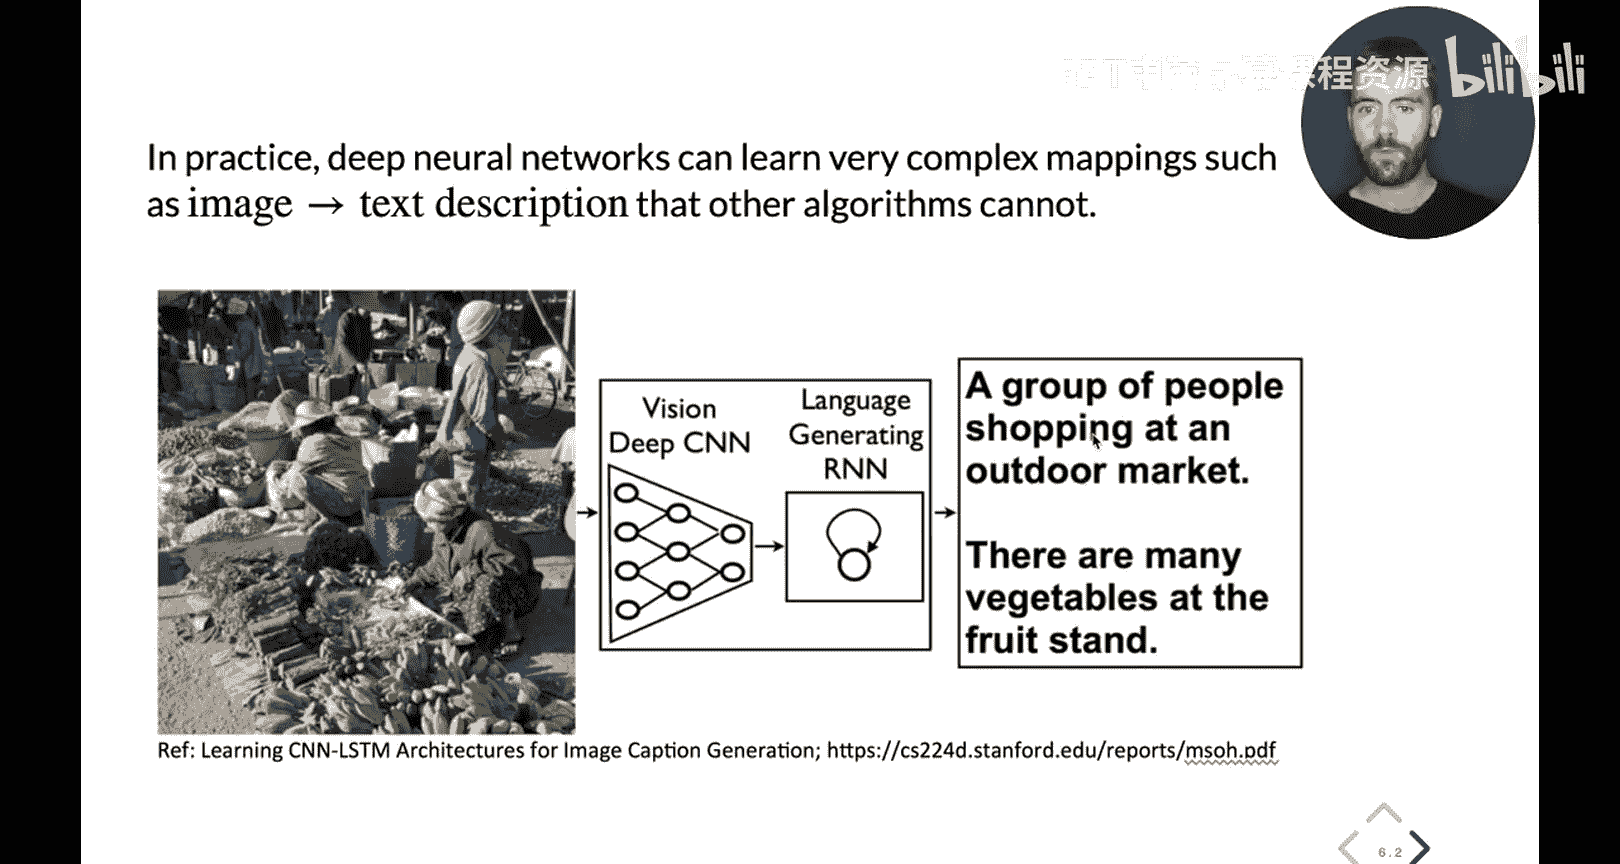 程资源 bilibili
In practice, deep neural networks can learn very complex mappings such
as image → text description that other algorithms cannot.
Vision
Deep CNN
Language
Generating
RNN
A group of people
shopping at an
outdoor market.
There are many
vegetables at the
fruit stand.
Ref: Learning CNN-LSTM Architectures for Image Caption Generation; https://cs224d.stanford.edu/reports/msoh.pdf
6.2